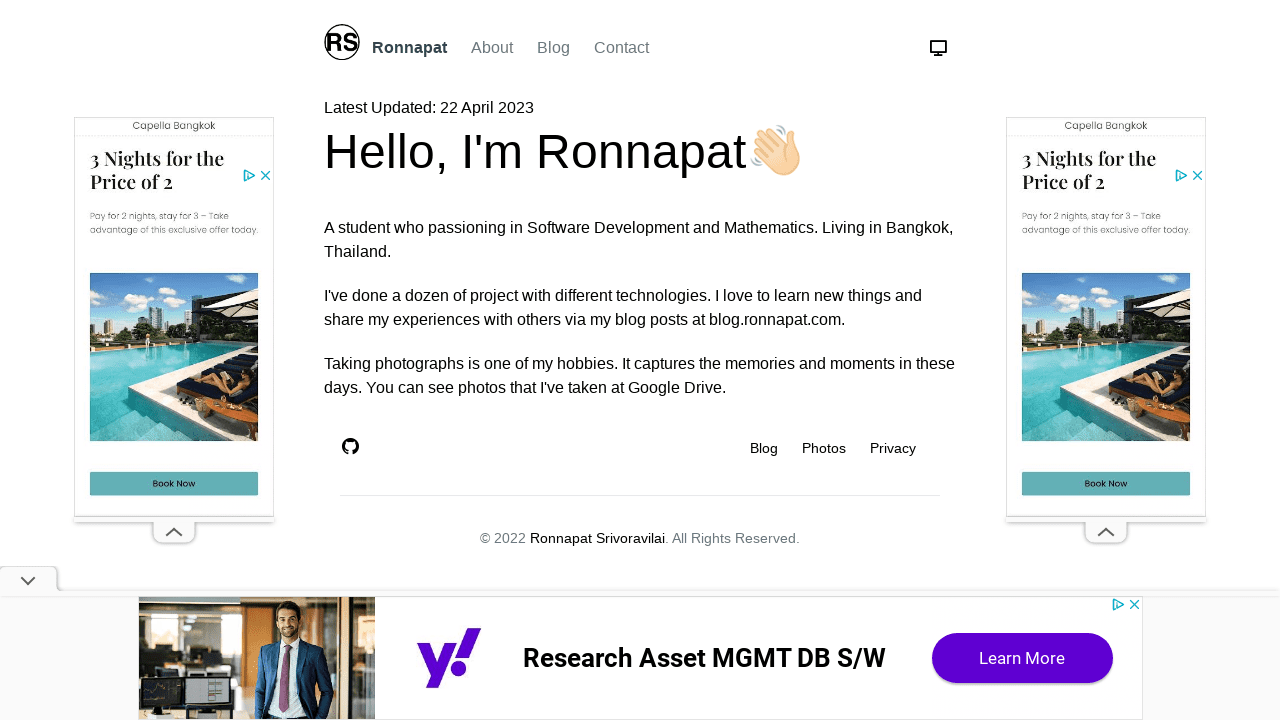 RS Ronnapat About Blog Contact
Latest Updated: 22 April 2023
Hello, I'm Ronnapat👋🏻
A student who passioning in Software Development and Mathematics. Living in Bangkok,
Thailand.
I've done a dozen of project with different technologies. I love to learn new things and
share my experiences with others via my blog posts at blog.ronnapat.com.
Taking photographs is one of my hobbies. It captures the memories and moments in these
days. You can see photos that I've taken at Google Drive.
Blog Photos Privacy
© 2022 Ronnapat Srivoravilai. All Rights Reserved.
Capella Bangkok
3 Nights for the
Price of 2
Pay for 2 nights, stay for 3 – Take
advantage of this exclusive offer today.
Book Now
Capella Bangkok
3 Nights for the
Price of 2
Pay for 2 nights, stay for 3 – Take
advantage of this exclusive offer today.
Book Now
y!
Research Asset MGMT DB S/W
Learn More